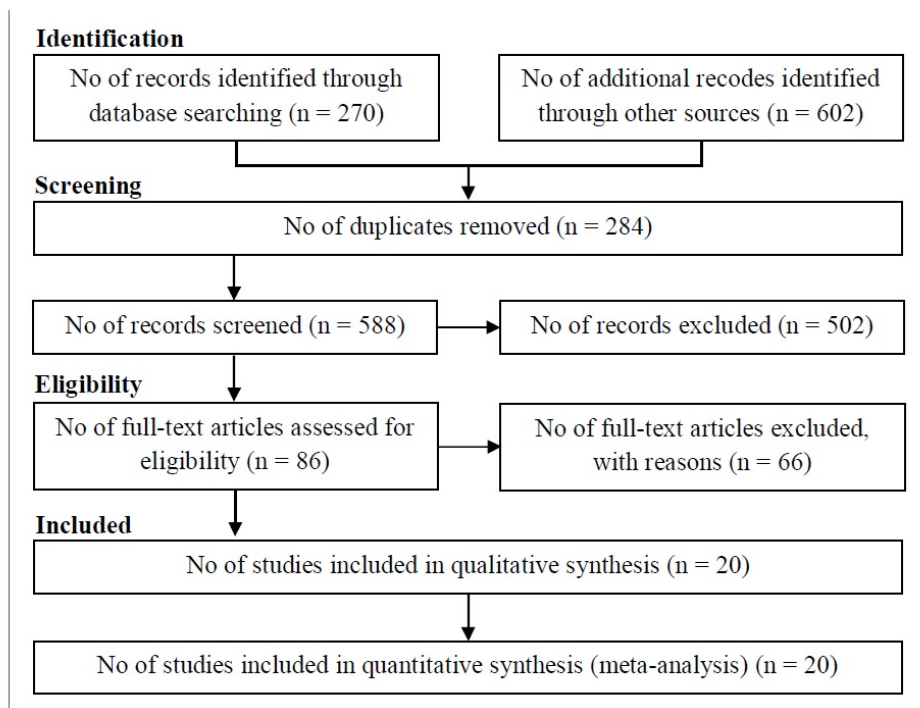 Identification
No of records identified through
database searching (n = 270)
No of additional recodes identified
through other sources (n = 602)
Screening
No of duplicates removed (n = 284)
No of records screened (n = 588)
No of records excluded (n = 502)
Eligibility
No of full-text articles assessed for
eligibility (n = 86)
No of full-text articles excluded,
with reasons (n = 66)
Included
No of studies included in qualitative synthesis (n = 20)
No of studies included in quantitative synthesis (meta-analysis) (n = 20)